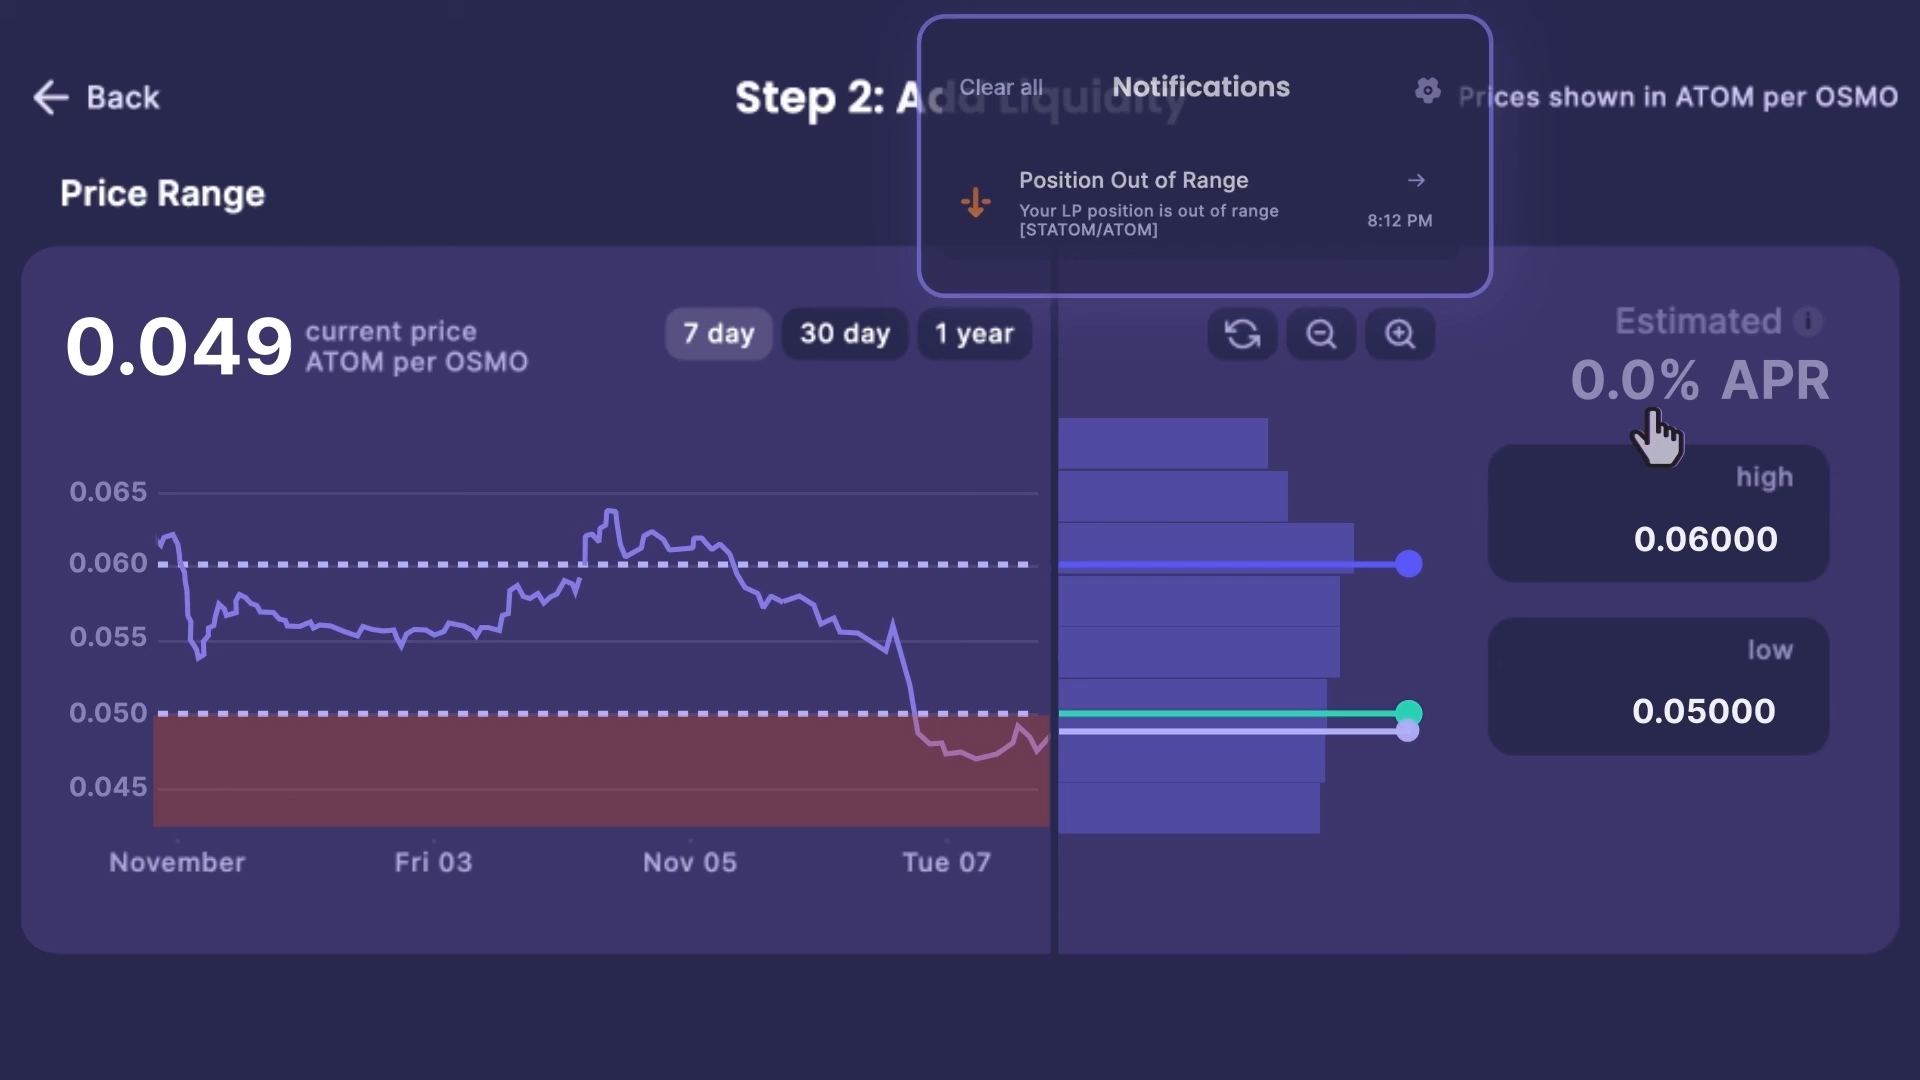 Back
Step 2: Add Liquidity
Clear all
Notifications
Prices shown in ATOM per OSMO
Position Out of Range
Your LP position is out of range
[STATOM/ATOM]
8:12 PM
Price Range
0.049
current price
ATOM per OSMO
7 day
30 day
1 year
Estimated
0.0% APR
high
0.06000
low
0.05000
0.065
0.060
0.055
0.050
0.045
November
Fri 03
Nov 05
Tue 07